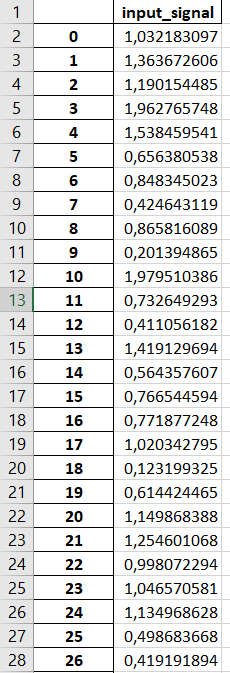 1 input_signal
2 0 1,032183097
3 1 1,363672606
4 2 1,190154485
5 3 1,962765748
6 4 1,538459541
7 5 0,656380538
8 6 0,848345023
9 7 0,424643119
10 8 0,865816089
11 9 0,201394865
12 10 1,979510386
13 11 0,732649293
14 12 0,411056182
15 13 1,419129694
16 14 0,564357607
17 15 0,766544594
18 16 0,771877248
19 17 1,020342795
20 18 0,123199325
21 19 0,614424465
22 20 1,149868388
23 21 1,254601068
24 22 0,998072294
25 23 1,046570581
26 24 1,134968628
27 25 0,498683668
28 26 0,419191894